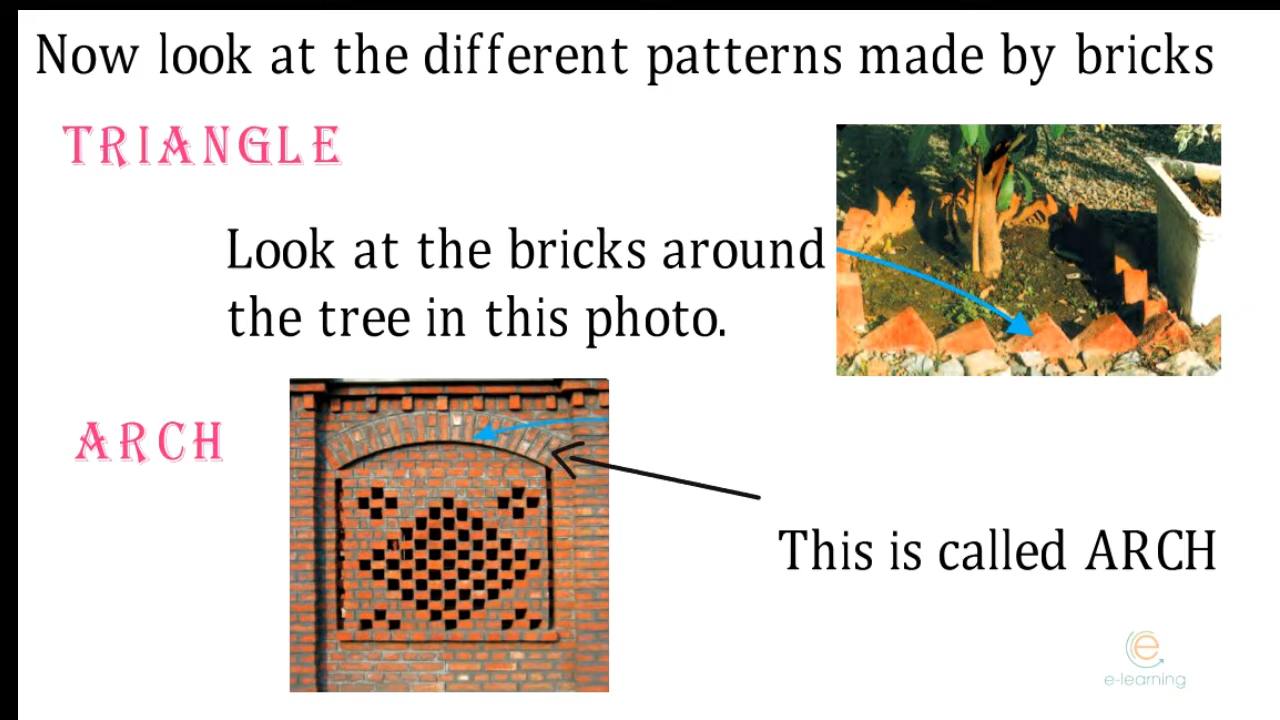 Now look at the different patterns made by bricks
TRIANGLE
Look at the bricks around
the tree in this photo.
ARCH
This is called ARCH
e
e-learning